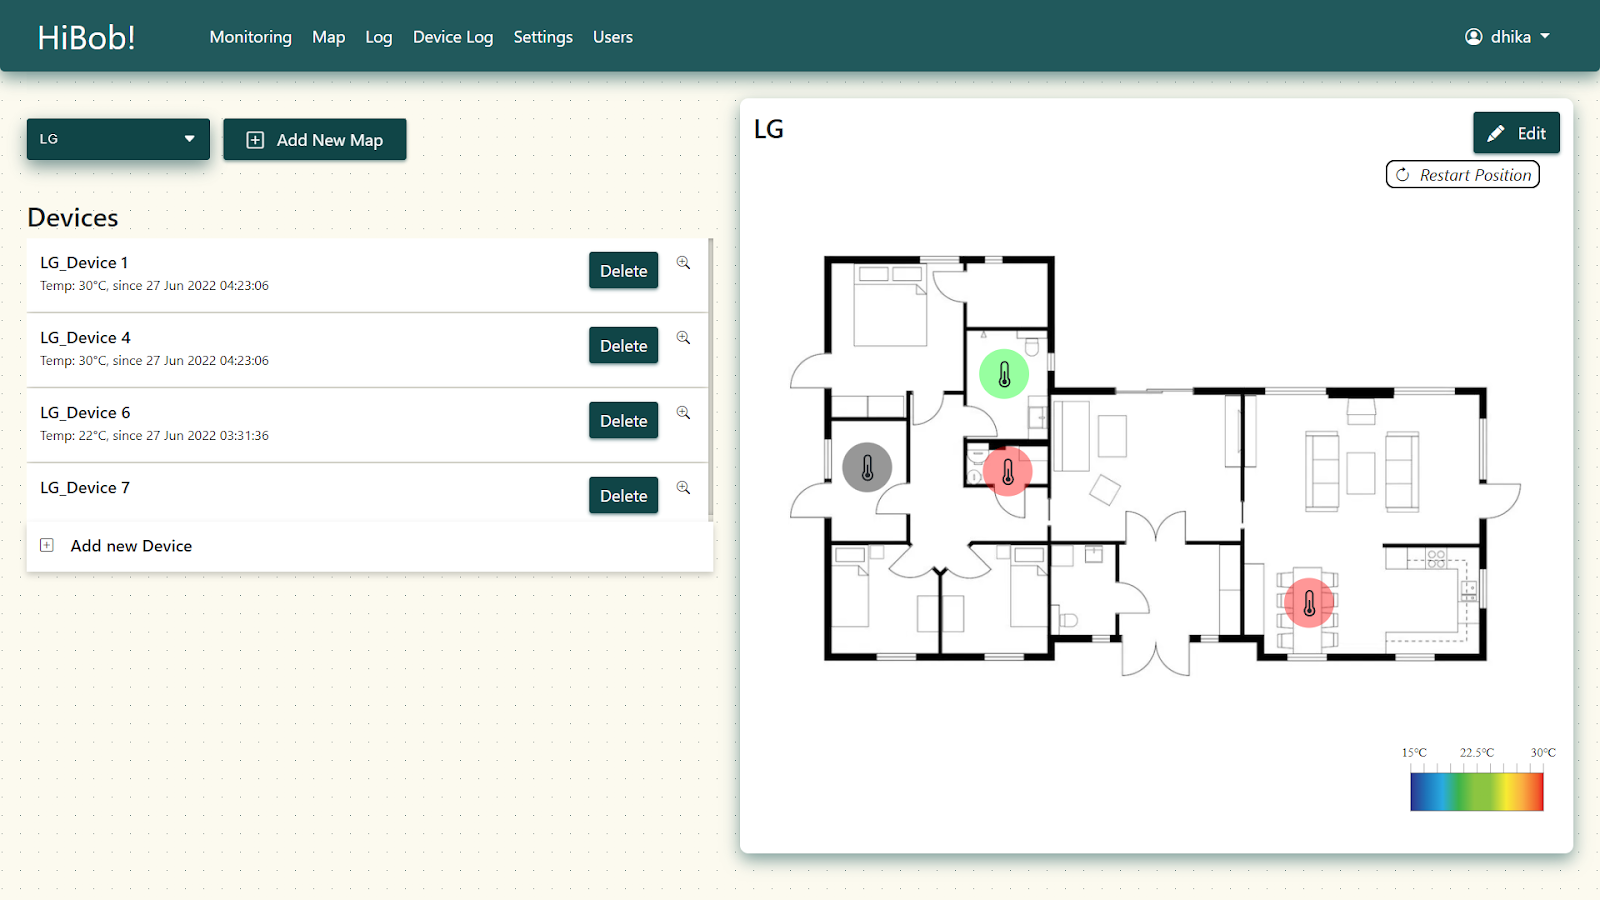 HiBob!
Monitoring
Map
Log
Device Log
Settings
Users
dhika
LG
Add New Map
Devices
LG_Device 1
Temp: 30°C, since 27 Jun 2022 04:23:06
Delete
LG_Device 4
Temp: 30°C, since 27 Jun 2022 04:23:06
Delete
LG_Device 6
Temp: 22°C, since 27 Jun 2022 03:31:36
Delete
LG_Device 7
Delete
Add new Device
LG
Edit
Restart Position
15°C
22.5°C
30°C